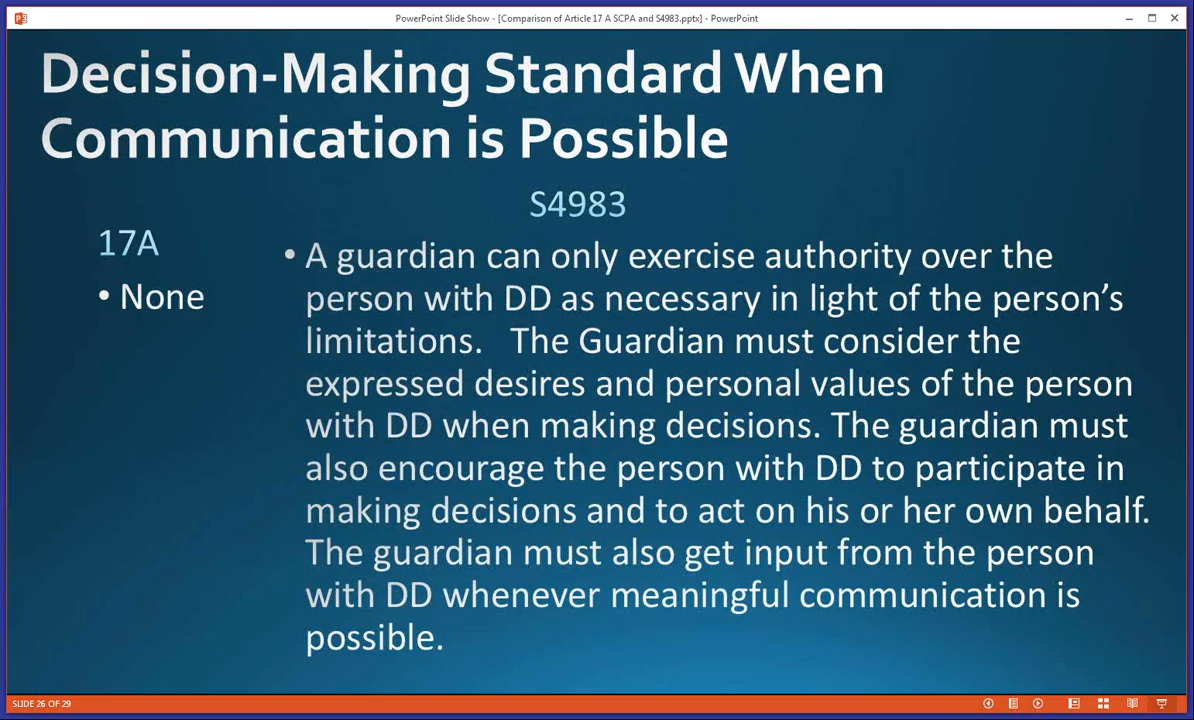 PowerPoint Slide Show - [Comparison of Article 17 A SCPA and S4983.pptx] - PowerPoint
Decision-Making Standard When
Communication is Possible
17A
• None
S4983
• A guardian can only exercise authority over the
person with DD as necessary in light of the person's
limitations. The Guardian must consider the
expressed desires and personal values of the person
with DD when making decisions. The guardian must
also encourage the person with DD to participate in
making decisions and to act on his or her own behalf.
The guardian must also get input from the person
with DD whenever meaningful communication is
possible.
SLIDE 26 OF 29